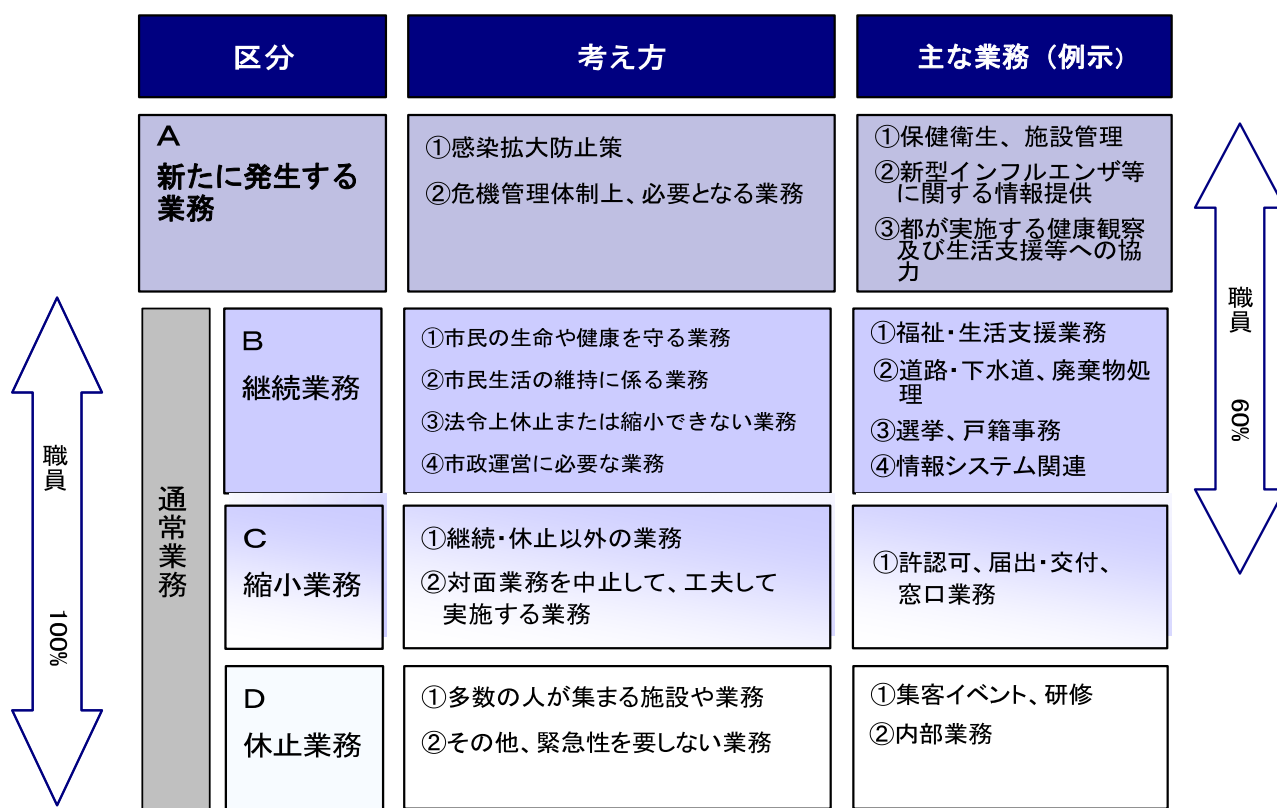 区分
考え方
主な業務（例示）
A
新たに発生する
業務
①感染拡大防止策
②危機管理体制上、必要となる業務
①保健衛生、施設管理
②新型インフルエンザ等
に関する情報提供
③都が実施する健康観察
及び生活支援等への協
力
職員　60%
職員　100%
通常業務
B
継続業務
①市民の生命や健康を守る業務
②市民生活の維持に係る業務
③法令上休止または縮小できない業務
④市政運営に必要な業務
①福祉・生活支援業務
②道路・下水道、廃棄物処
理
③選挙、戸籍事務
④情報システム関連
C
縮小業務
①継続・休止以外の業務
②対面業務を中止して、工夫して
実施する業務
①許認可、届出・交付、
窓口業務
D
休止業務
①多数の人が集まる施設や業務
②その他、緊急性を要しない業務
①集客イベント、研修
②内部業務